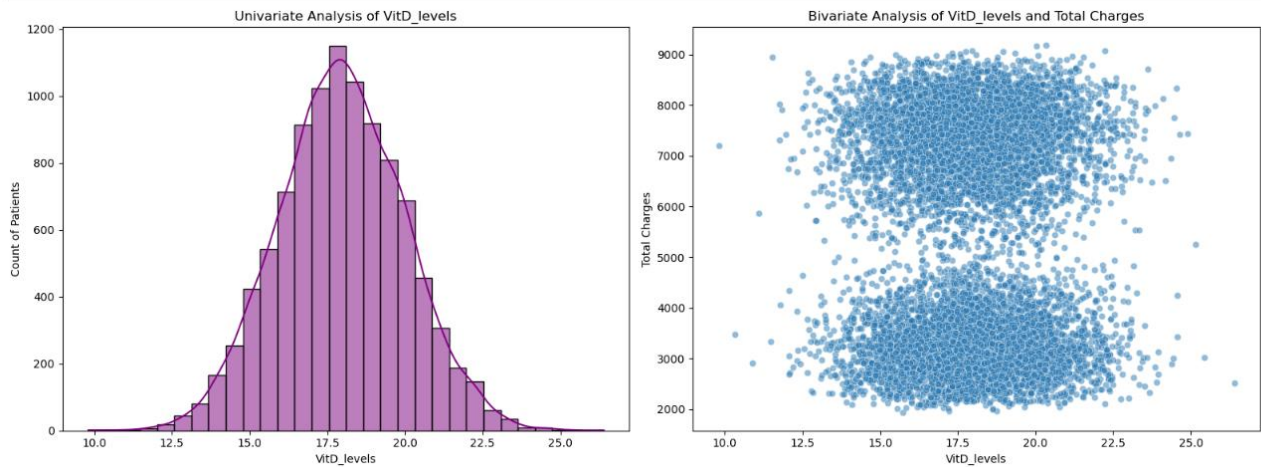 Univariate Analysis of VitD_levels
1200
1000
800
600
400
200
0
Count of Patients
10.0 12.5 15.0 17.5 20.0 22.5 25.0
VitD_levels
Bivariate Analysis of VitD_levels and Total Charges
9000
8000
7000
6000
5000
4000
3000
2000
Total Charges
10.0 12.5 15.0 17.5 20.0 22.5 25.0
VitD_levels